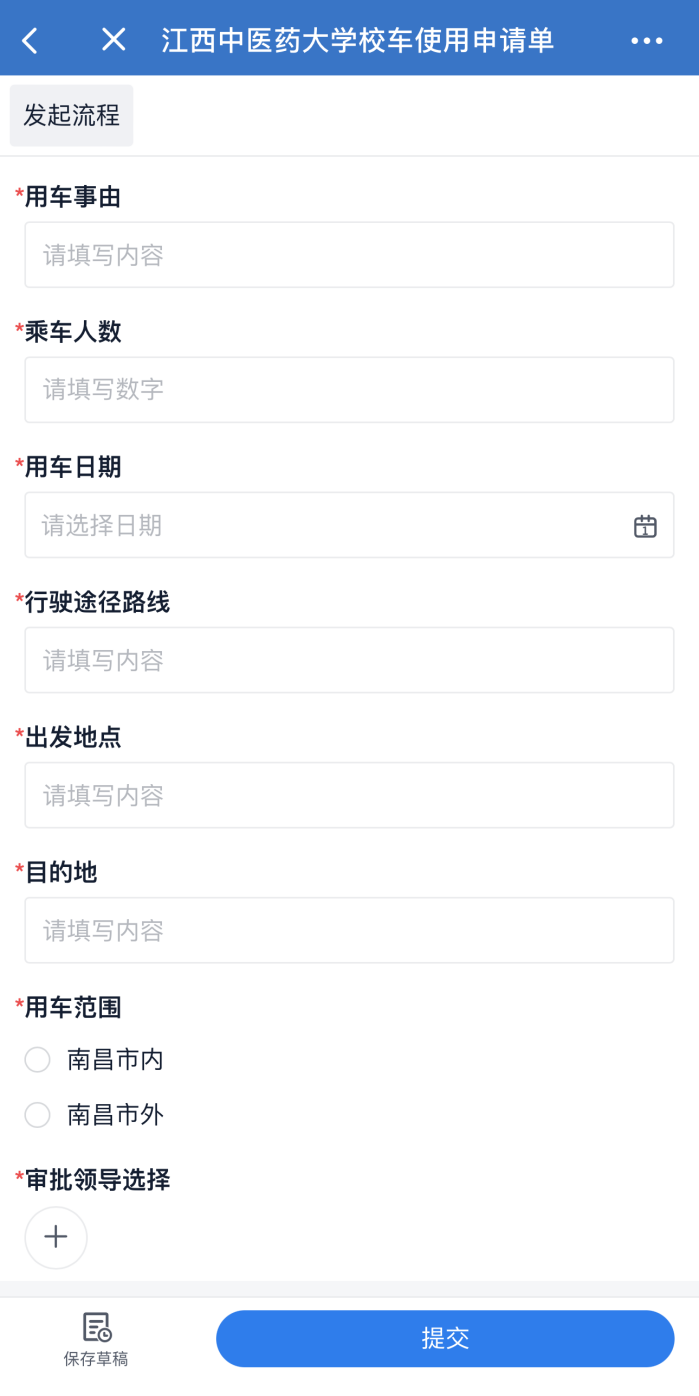 江西中医药大学校车使用申请单
发起流程
*用车事由
请填写内容
*乘车人数
请填写数字
*用车日期
请选择日期
1
*行驶途径路线
请填写内容
*出发地点
请填写内容
*目的地
请填写内容
*用车范围
南昌市内
南昌市外
*审批领导选择
保存草稿
提交